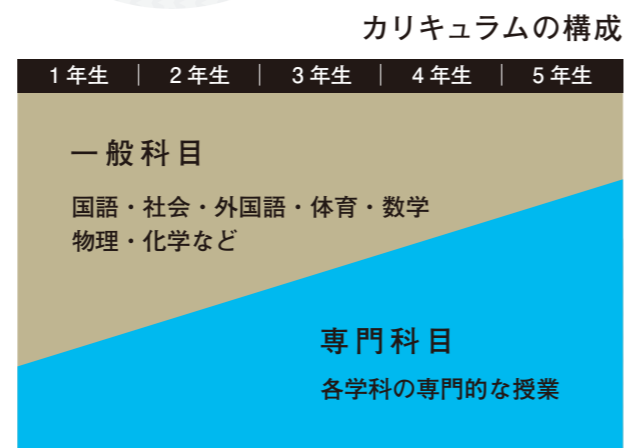 カリキュラムの構成
1年生 | 2年生 | 3年生 | 4年生 | 5年生
一般科目
国語・社会・外国語・体育・数学
物理・化学など
専門科目
各学科の専門的な授業